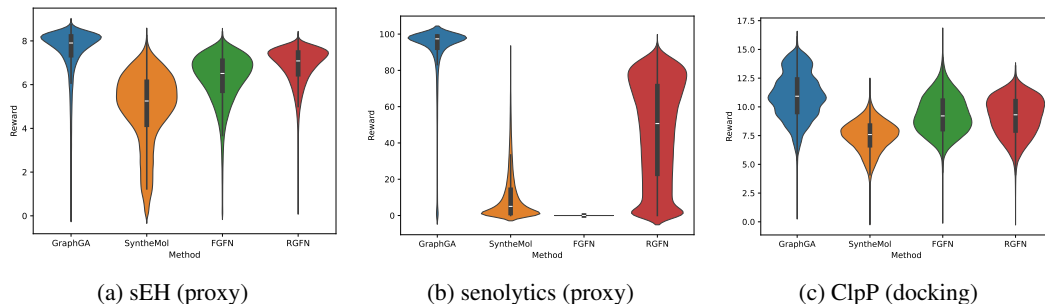 8
6
4
2
0
Reward
GraphGA
SyntheMol
FGFN
RGFN
Method
(a) sEH (proxy)
100
80
60
40
20
0
Reward
GraphGA
SyntheMol
FGFN
RGFN
Method
(b) senolytics (proxy)
17.5
15.0
12.5
10.0
7.5
5.0
2.5
0.0
Reward
GraphGA
SyntheMol
FGFN
RGFN
Method
(c) ClpP (docking)